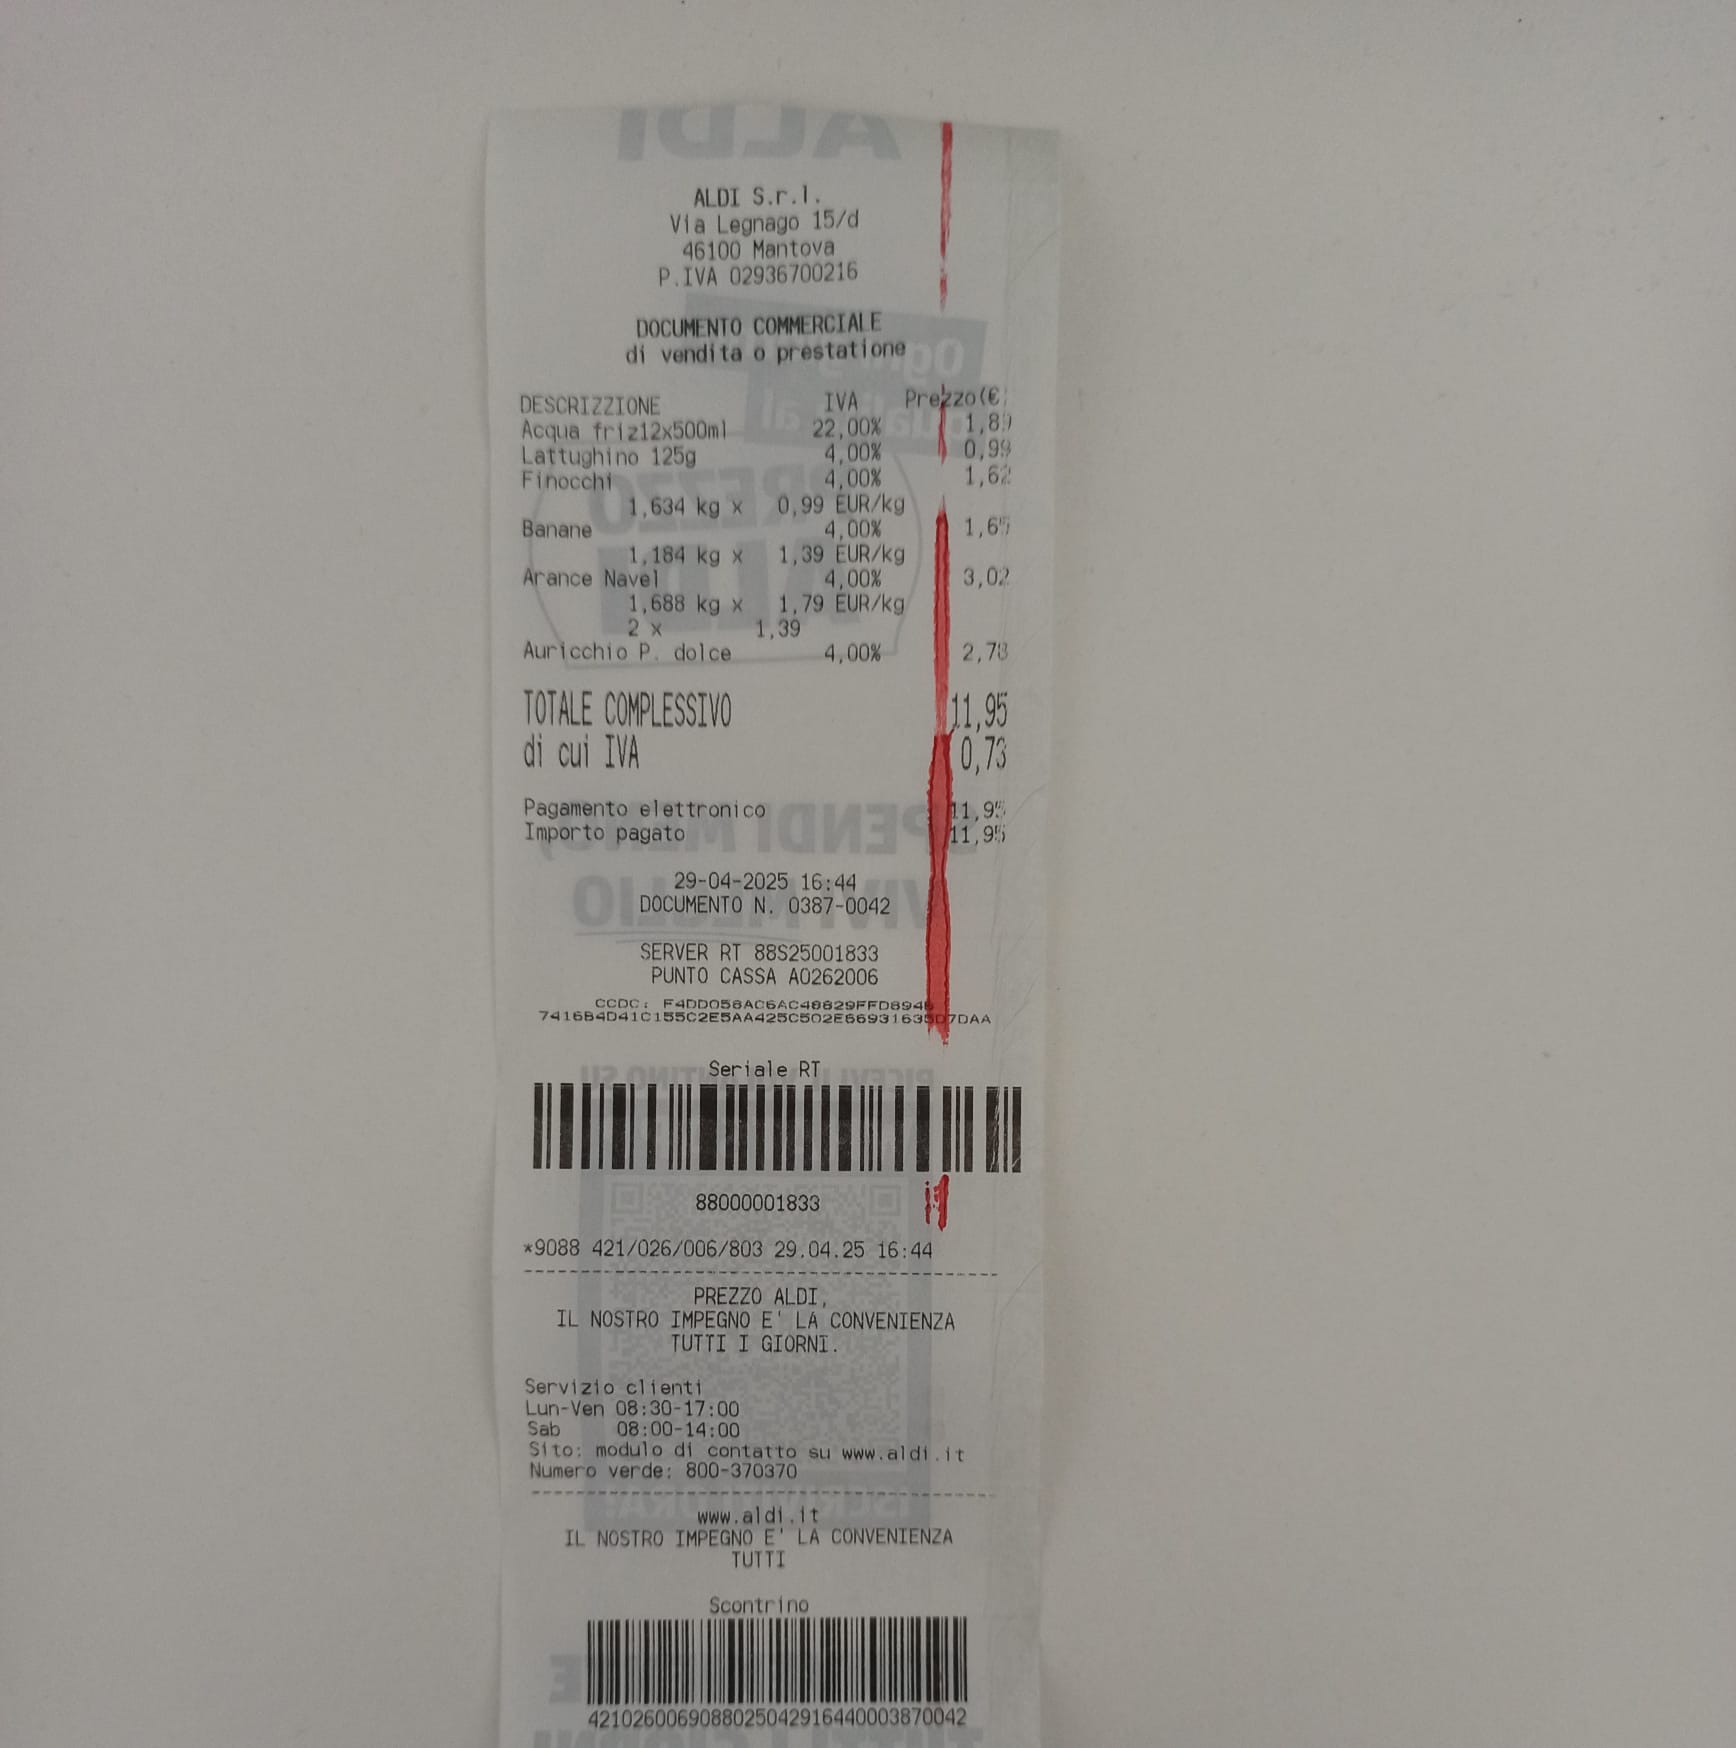 ALDI
ALDI S.r.l.
Via Legnago 15/d
46100 Mantova
P.IVA 02936700216
DOCUMENTO COMMERCIALE
di vendita o prestatione
DESCRIZZIONE IVA Prezzo(€)
Acqua friz12x500ml 22,00% 1,89
Lattughino 125g 4,00% 0,99
Finocchi 4,00% 1,62
1,634 kg x 0,99 EUR/kg
Banane 4,00% 1,65
1,184 kg x 1,39 EUR/kg
Arance Navel 4,00% 3,02
1,688 kg x 1,79 EUR/kg
2 x 1,39
Auricchio P. dolce 4,00% 2,78
TOTALE COMPLESSIVO 11,95
di cui IVA 0,73
Pagamento elettronico 11,95
Importo pagato 11,95
29-04-2025 16:44
DOCUMENTO N. 0387-0042
SERVER RT 88S25001833
PUNTO CASSA A0262006
CCDC:
Seriale RT
88000001833
*9088 421/026/006/803 29.04.25 16:44
PREZZO ALDI,
IL NOSTRO IMPEGNO E' LA CONVENIENZA
TUTTI I GIORNI.
Servizio clienti
Lun-Ven 08:30-17:00
Sab 08:00-14:00
Sito: modulo di contatto su www.aldi.it
Numero verde: 800-370370
www.aldi.it
IL NOSTRO IMPEGNO E' LA CONVENIENZA
TUTTI
Scontrino
4210260069088025042916440003870042